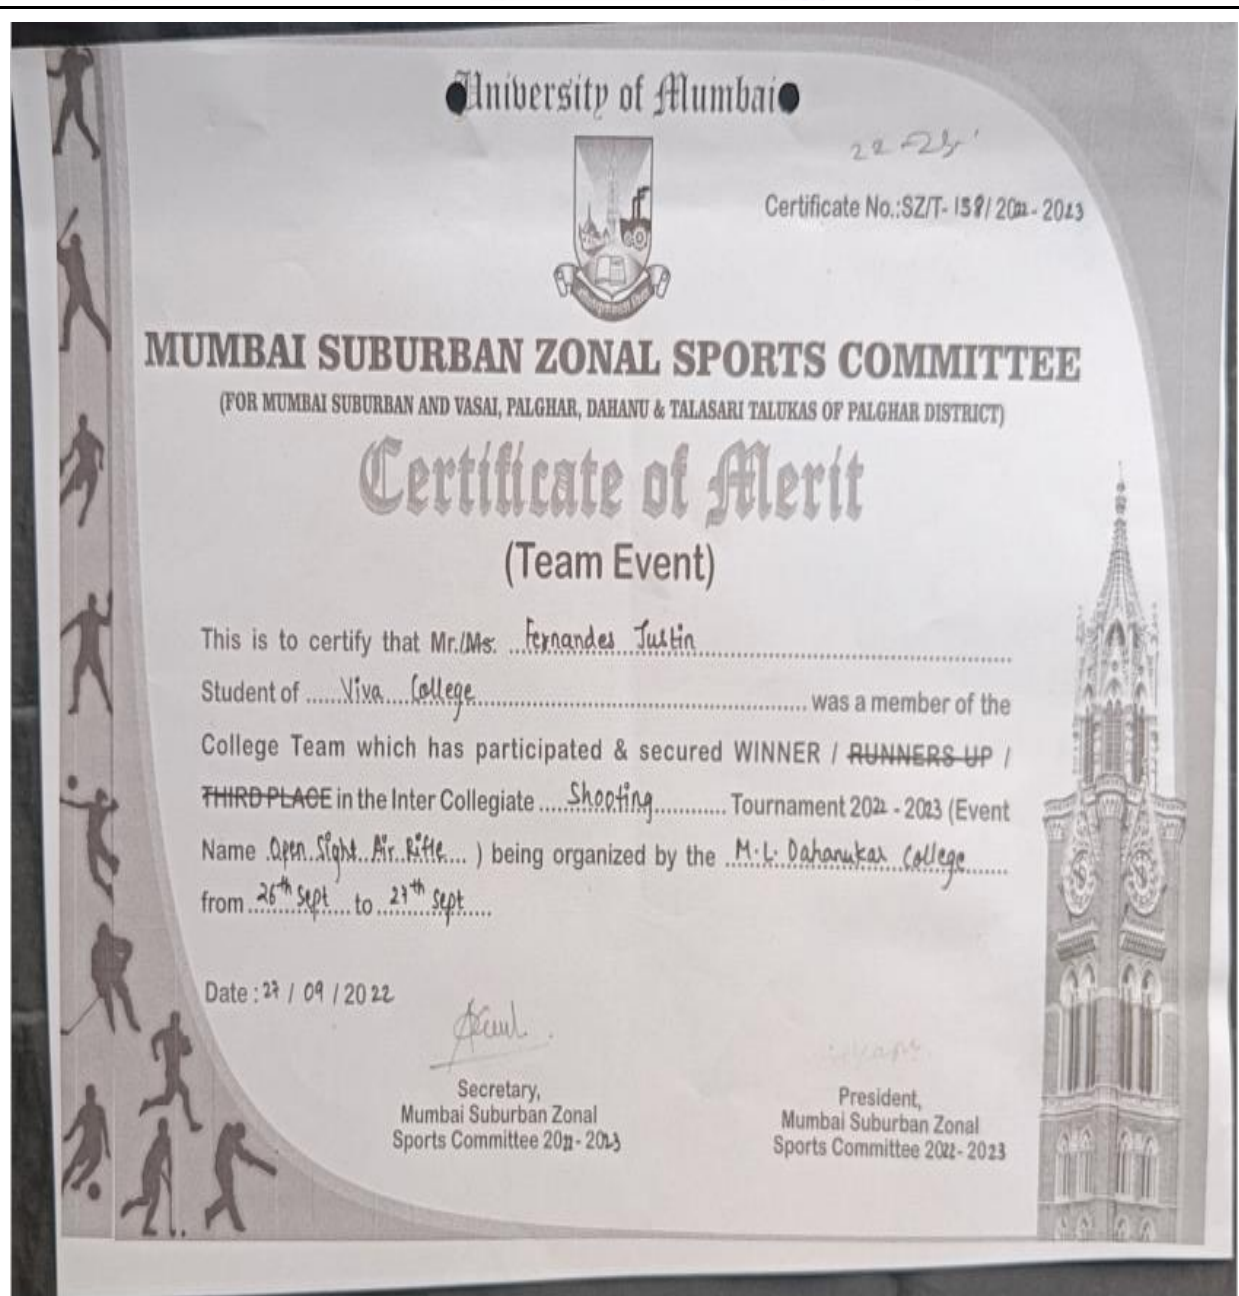 University of Mumbai
22-23
Certificate No.:SZ/T- 158/2022 - 2023
MUMBAI SUBURBAN ZONAL SPORTS COMMITTEE
(FOR MUMBAI SUBURBAN AND VASAI, PALGHAR, DAHANU & TALASARI TALUKAS OF PALGHAR DISTRICT)
Certificate of Merit
(Team Event)
This is to certify that Mr./Ms. Fernandes Justin
Student of Viva College was a member of the
College Team which has participated & secured WINNER / RUNNERS UP /
THIRD PLACE in the Inter Collegiate Shooting Tournament 2022 - 2023 (Event
Name Open Sight Air Rifle ) being organized by the M.L. Dahanukar College
from 26th Sept to 27th Sept
Date : 27 / 09 / 2022
Secretary,
Mumbai Suburban Zonal
Sports Committee 2022 - 2023
President,
Mumbai Suburban Zonal
Sports Committee 2022 - 2023